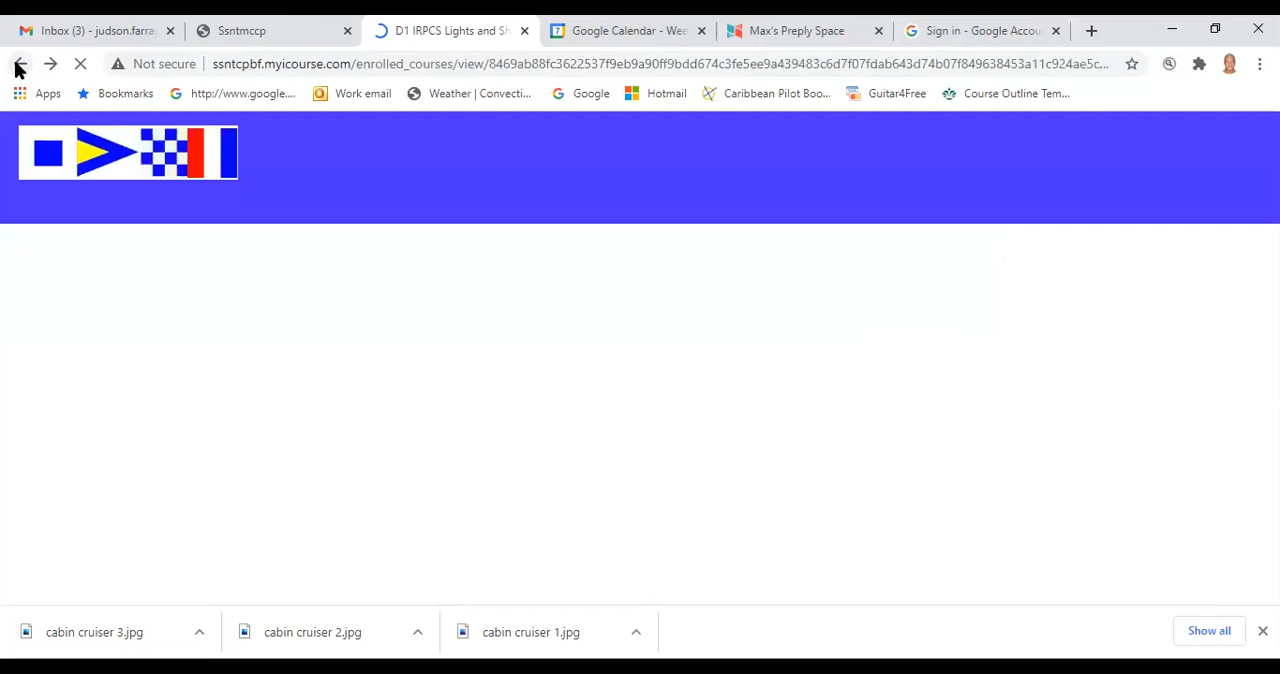 Inbox (3) - judson.farra
Ssntmccp
D1 IRPCS Lights and Sh
Google Calendar - Wee
Max's Preply Space
Sign in - Google Accou
Not secure
ssntcpbf.myicourse.com/enrolled_courses/view/8469ab88fc3622537f9eb9a90ff9bdd674c3fe5ee9a439483c6d7f07fdab643d74b07f849638453a11c924ae5c...
Apps
Bookmarks
http://www.google....
Work email
Weather | Convecti...
Google
Hotmail
Caribbean Pilot Boo...
Guitar4Free
Course Outline Tem...
cabin cruiser 3.jpg
cabin cruiser 2.jpg
cabin cruiser 1.jpg
Show all